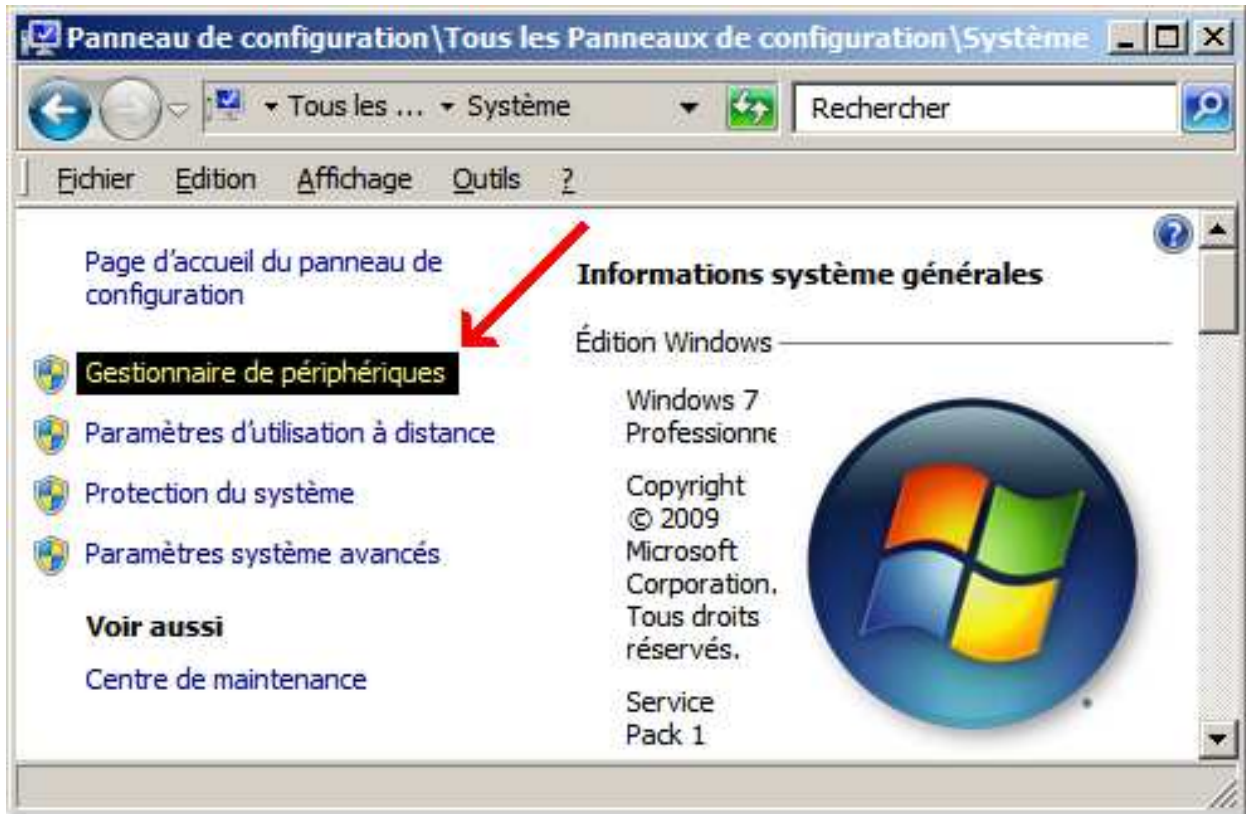 Panneau de configuration\Tous les Panneaux de configuration\Système
Tous les ... Système
Rechercher
Fichier Edition Affichage Outils ?
Page d'accueil du panneau de
configuration
Gestionnaire de périphériques
Paramètres d'utilisation à distance
Protection du système
Paramètres système avancés
Voir aussi
Centre de maintenance
Informations système générales
Édition Windows
Windows 7
Professionne
Copyright
© 2009
Microsoft
Corporation.
Tous droits
réservés.
Service
Pack 1